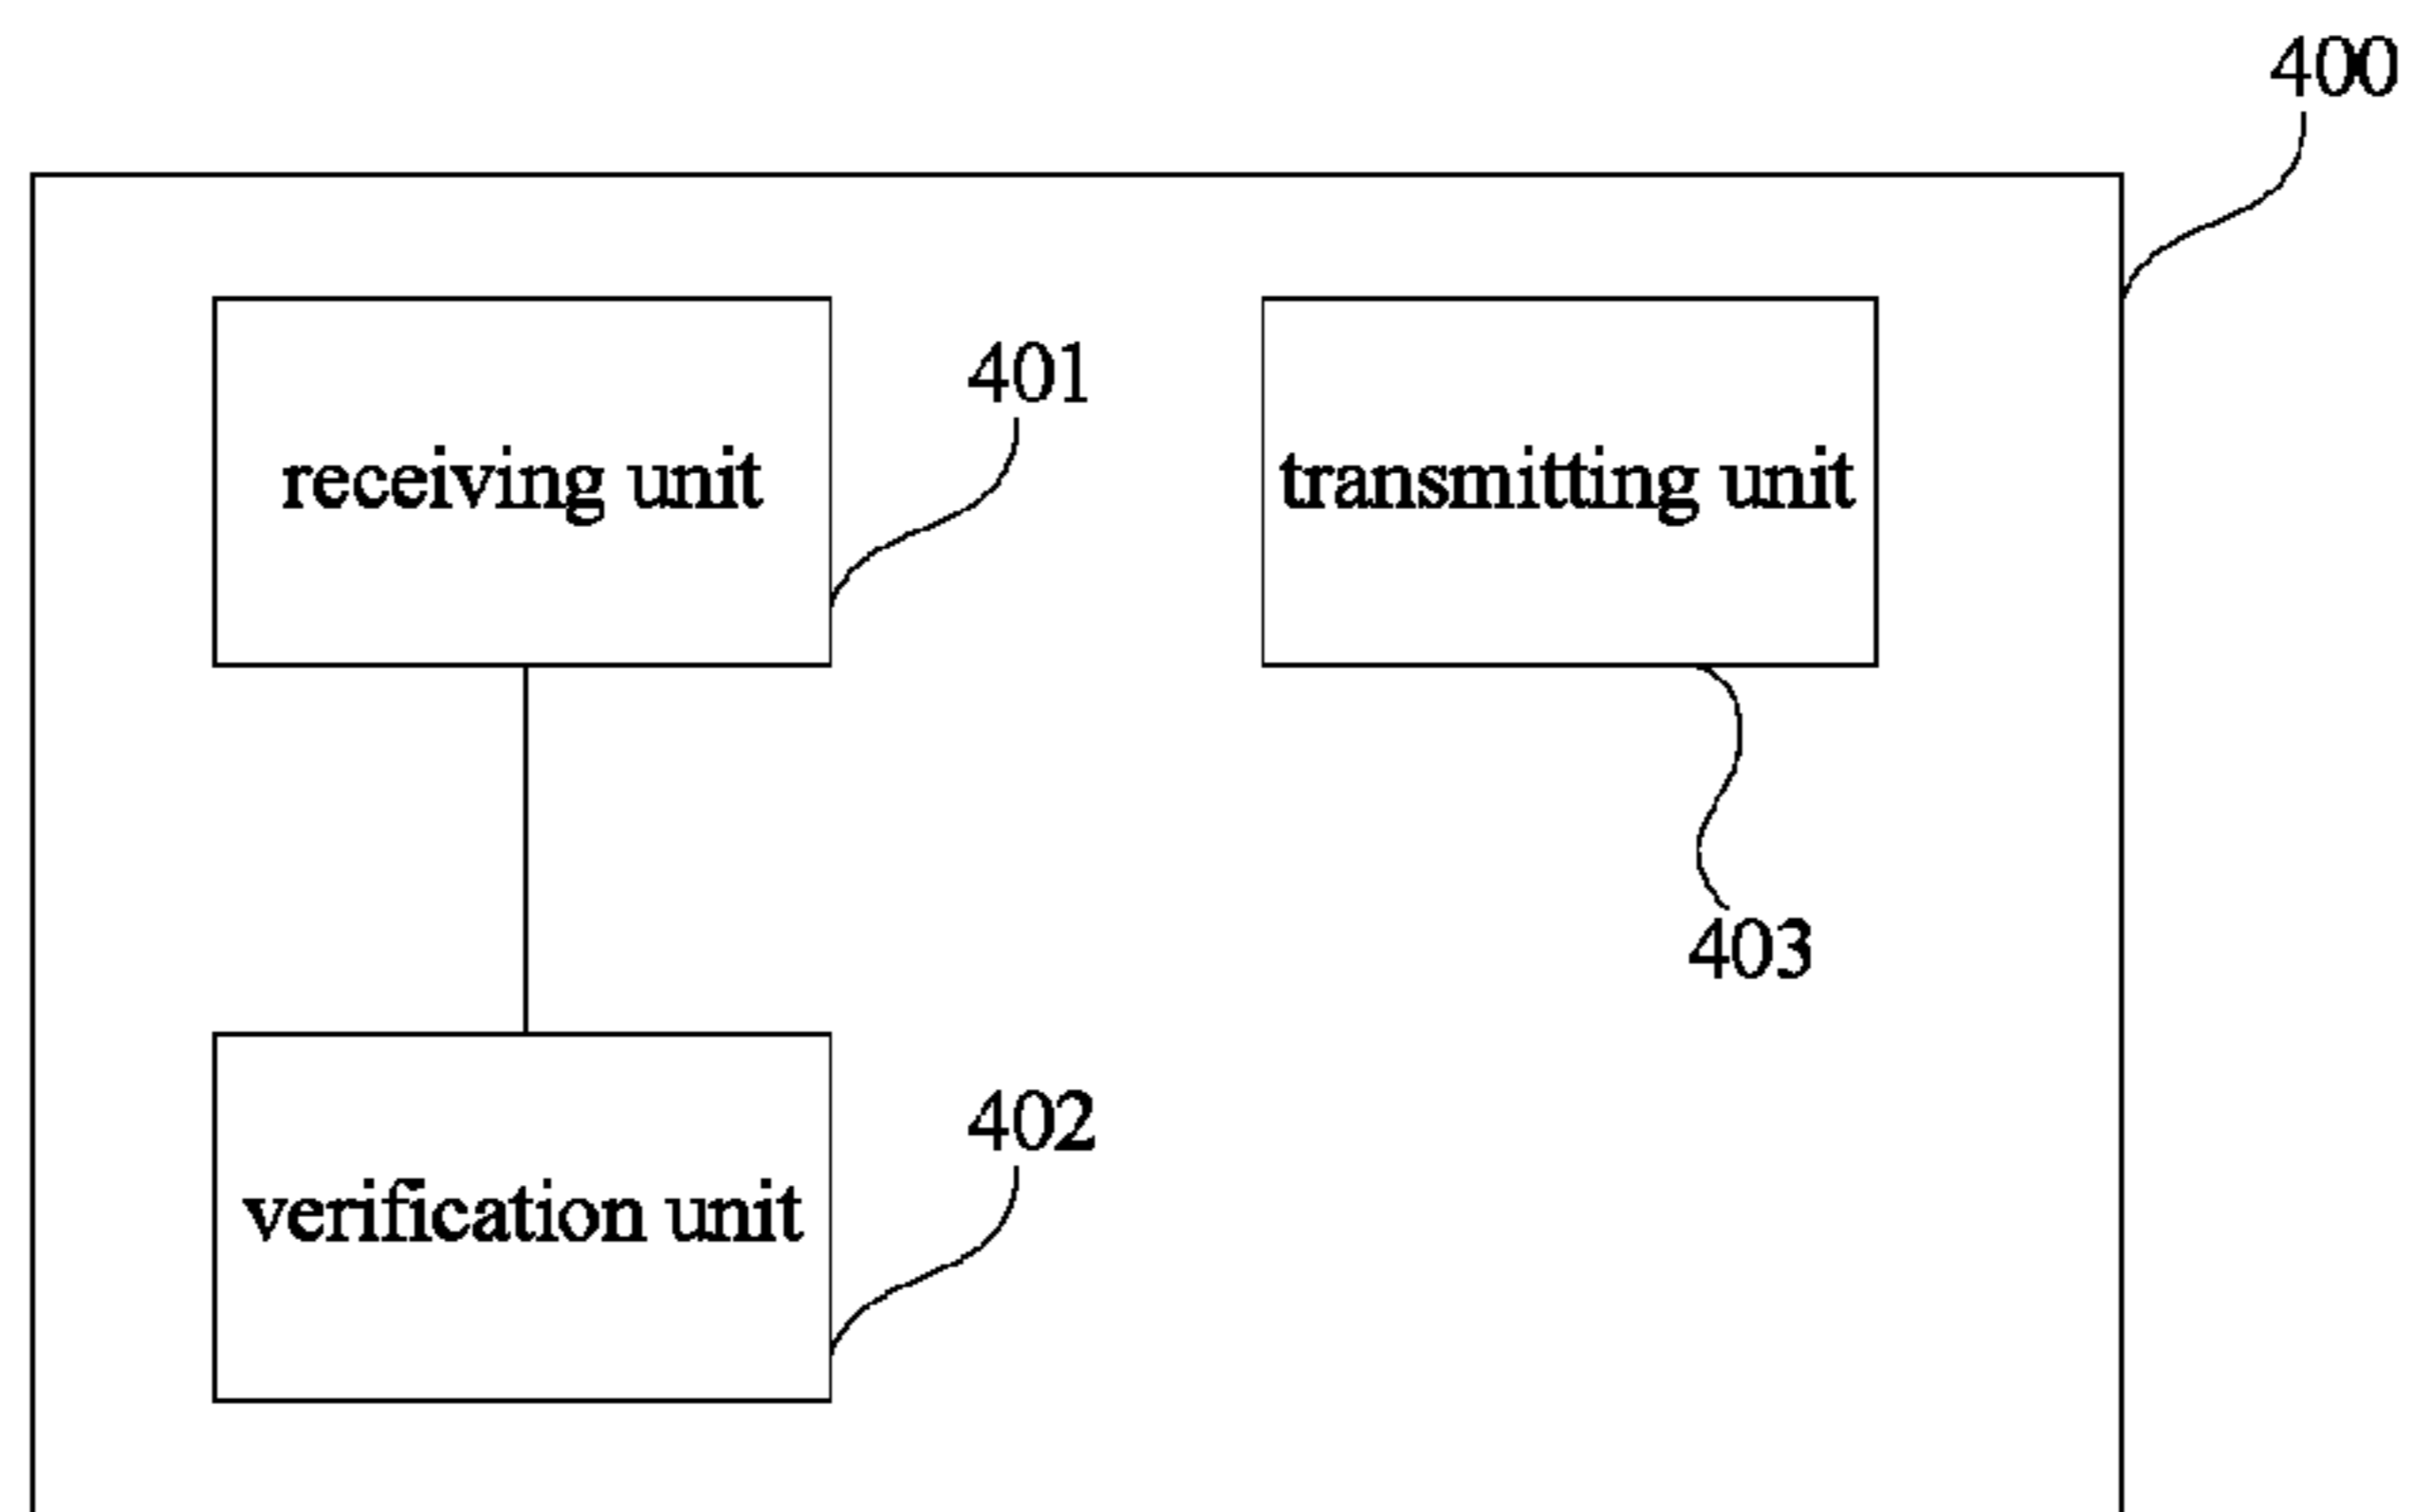 400
401
receiving unit
transmitting unit
403
402
verification unit